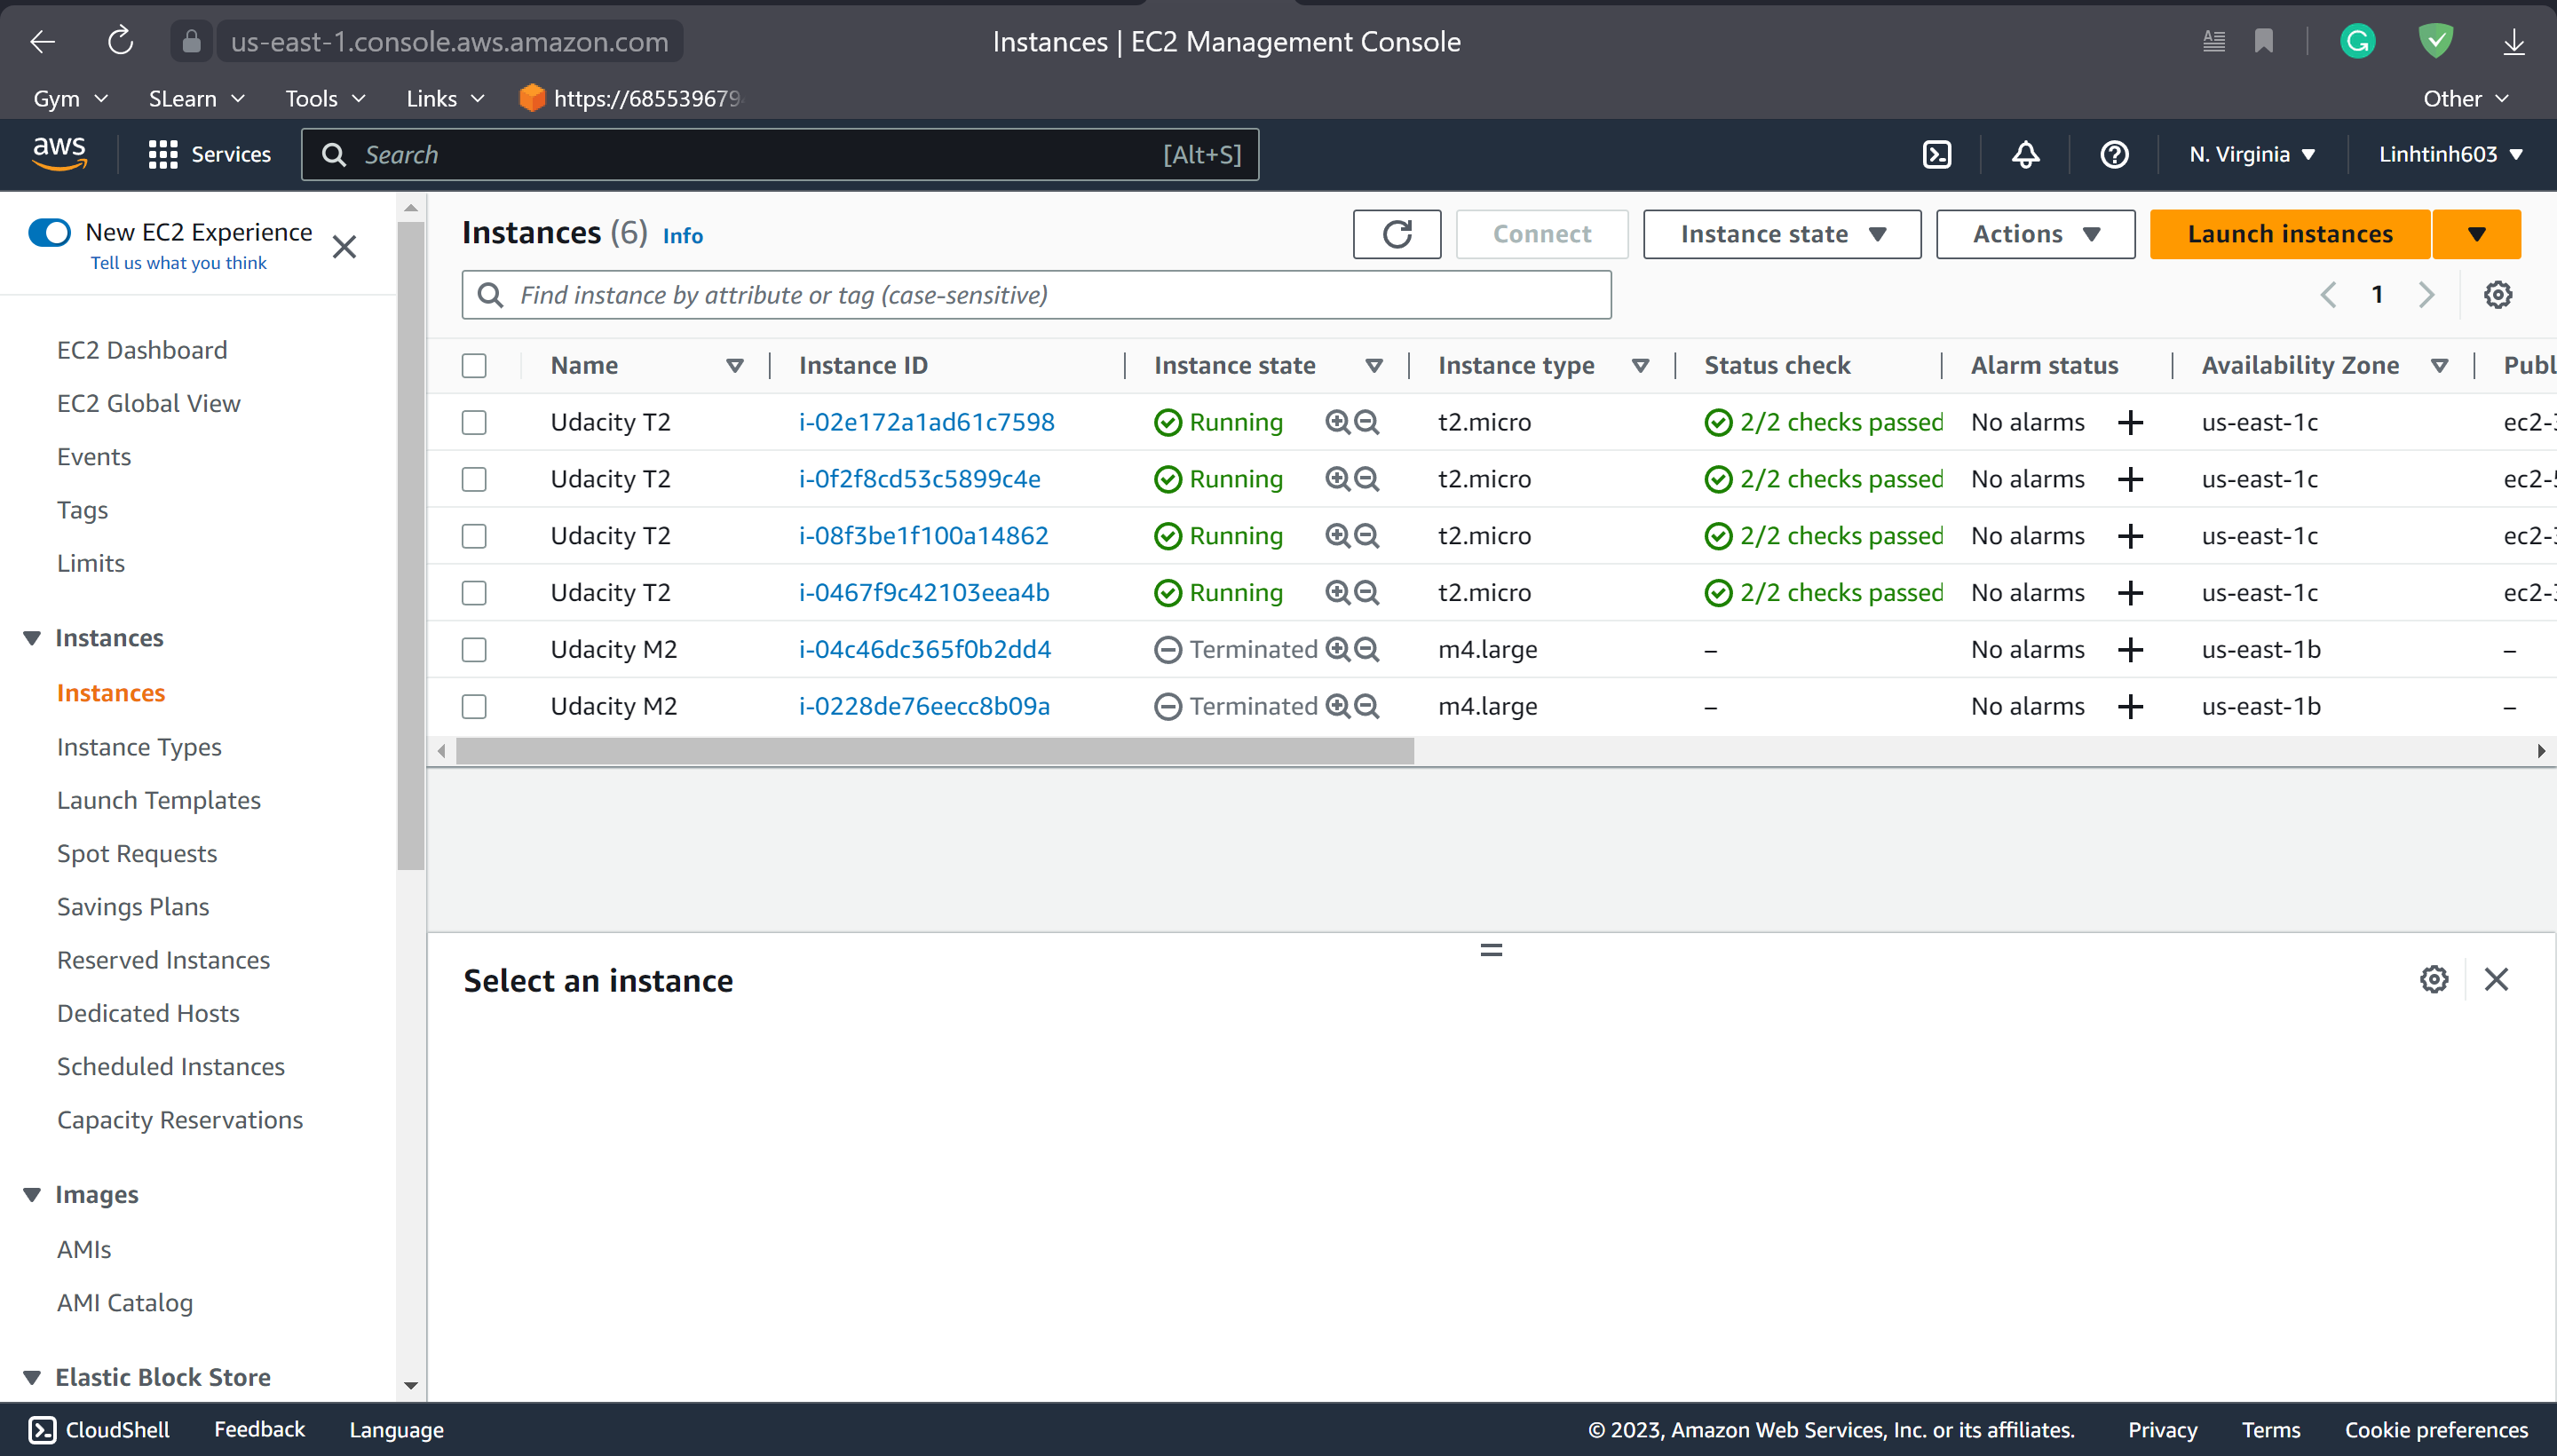 us-east-1.console.aws.amazon.com
Instances | EC2 Management Console
Gym SLearn Tools Links https://6855396794 Other
aws Services Search [Alt+S] N. Virginia Linhtinh603
New EC2 Experience
Tell us what you think
EC2 Dashboard
EC2 Global View
Events
Tags
Limits
Instances
Instances
Instance Types
Launch Templates
Spot Requests
Savings Plans
Reserved Instances
Dedicated Hosts
Scheduled Instances
Capacity Reservations
Images
AMIs
AMI Catalog
Elastic Block Store
Instances (6) Info Connect Instance state Actions Launch instances
Find instance by attribute or tag (case-sensitive) 1
Name Instance ID Instance state Instance type Status check Alarm status Availability Zone Publ
Udacity T2 i-02e172a1ad61c7598 Running t2.micro 2/2 checks passed No alarms + us-east-1c ec2-3
Udacity T2 i-0f2f8cd53c5899c4e Running t2.micro 2/2 checks passed No alarms + us-east-1c ec2-5
Udacity T2 i-08f3be1f100a14862 Running t2.micro 2/2 checks passed No alarms + us-east-1c ec2-3
Udacity T2 i-0467f9c42103eea4b Running t2.micro 2/2 checks passed No alarms + us-east-1c ec2-3
Udacity M2 i-04c46dc365f0b2dd4 Terminated m4.large – No alarms + us-east-1b –
Udacity M2 i-0228de76eecc8b09a Terminated m4.large – No alarms + us-east-1b –
Select an instance
CloudShell Feedback Language © 2023, Amazon Web Services, Inc. or its affiliates. Privacy Terms Cookie preferences